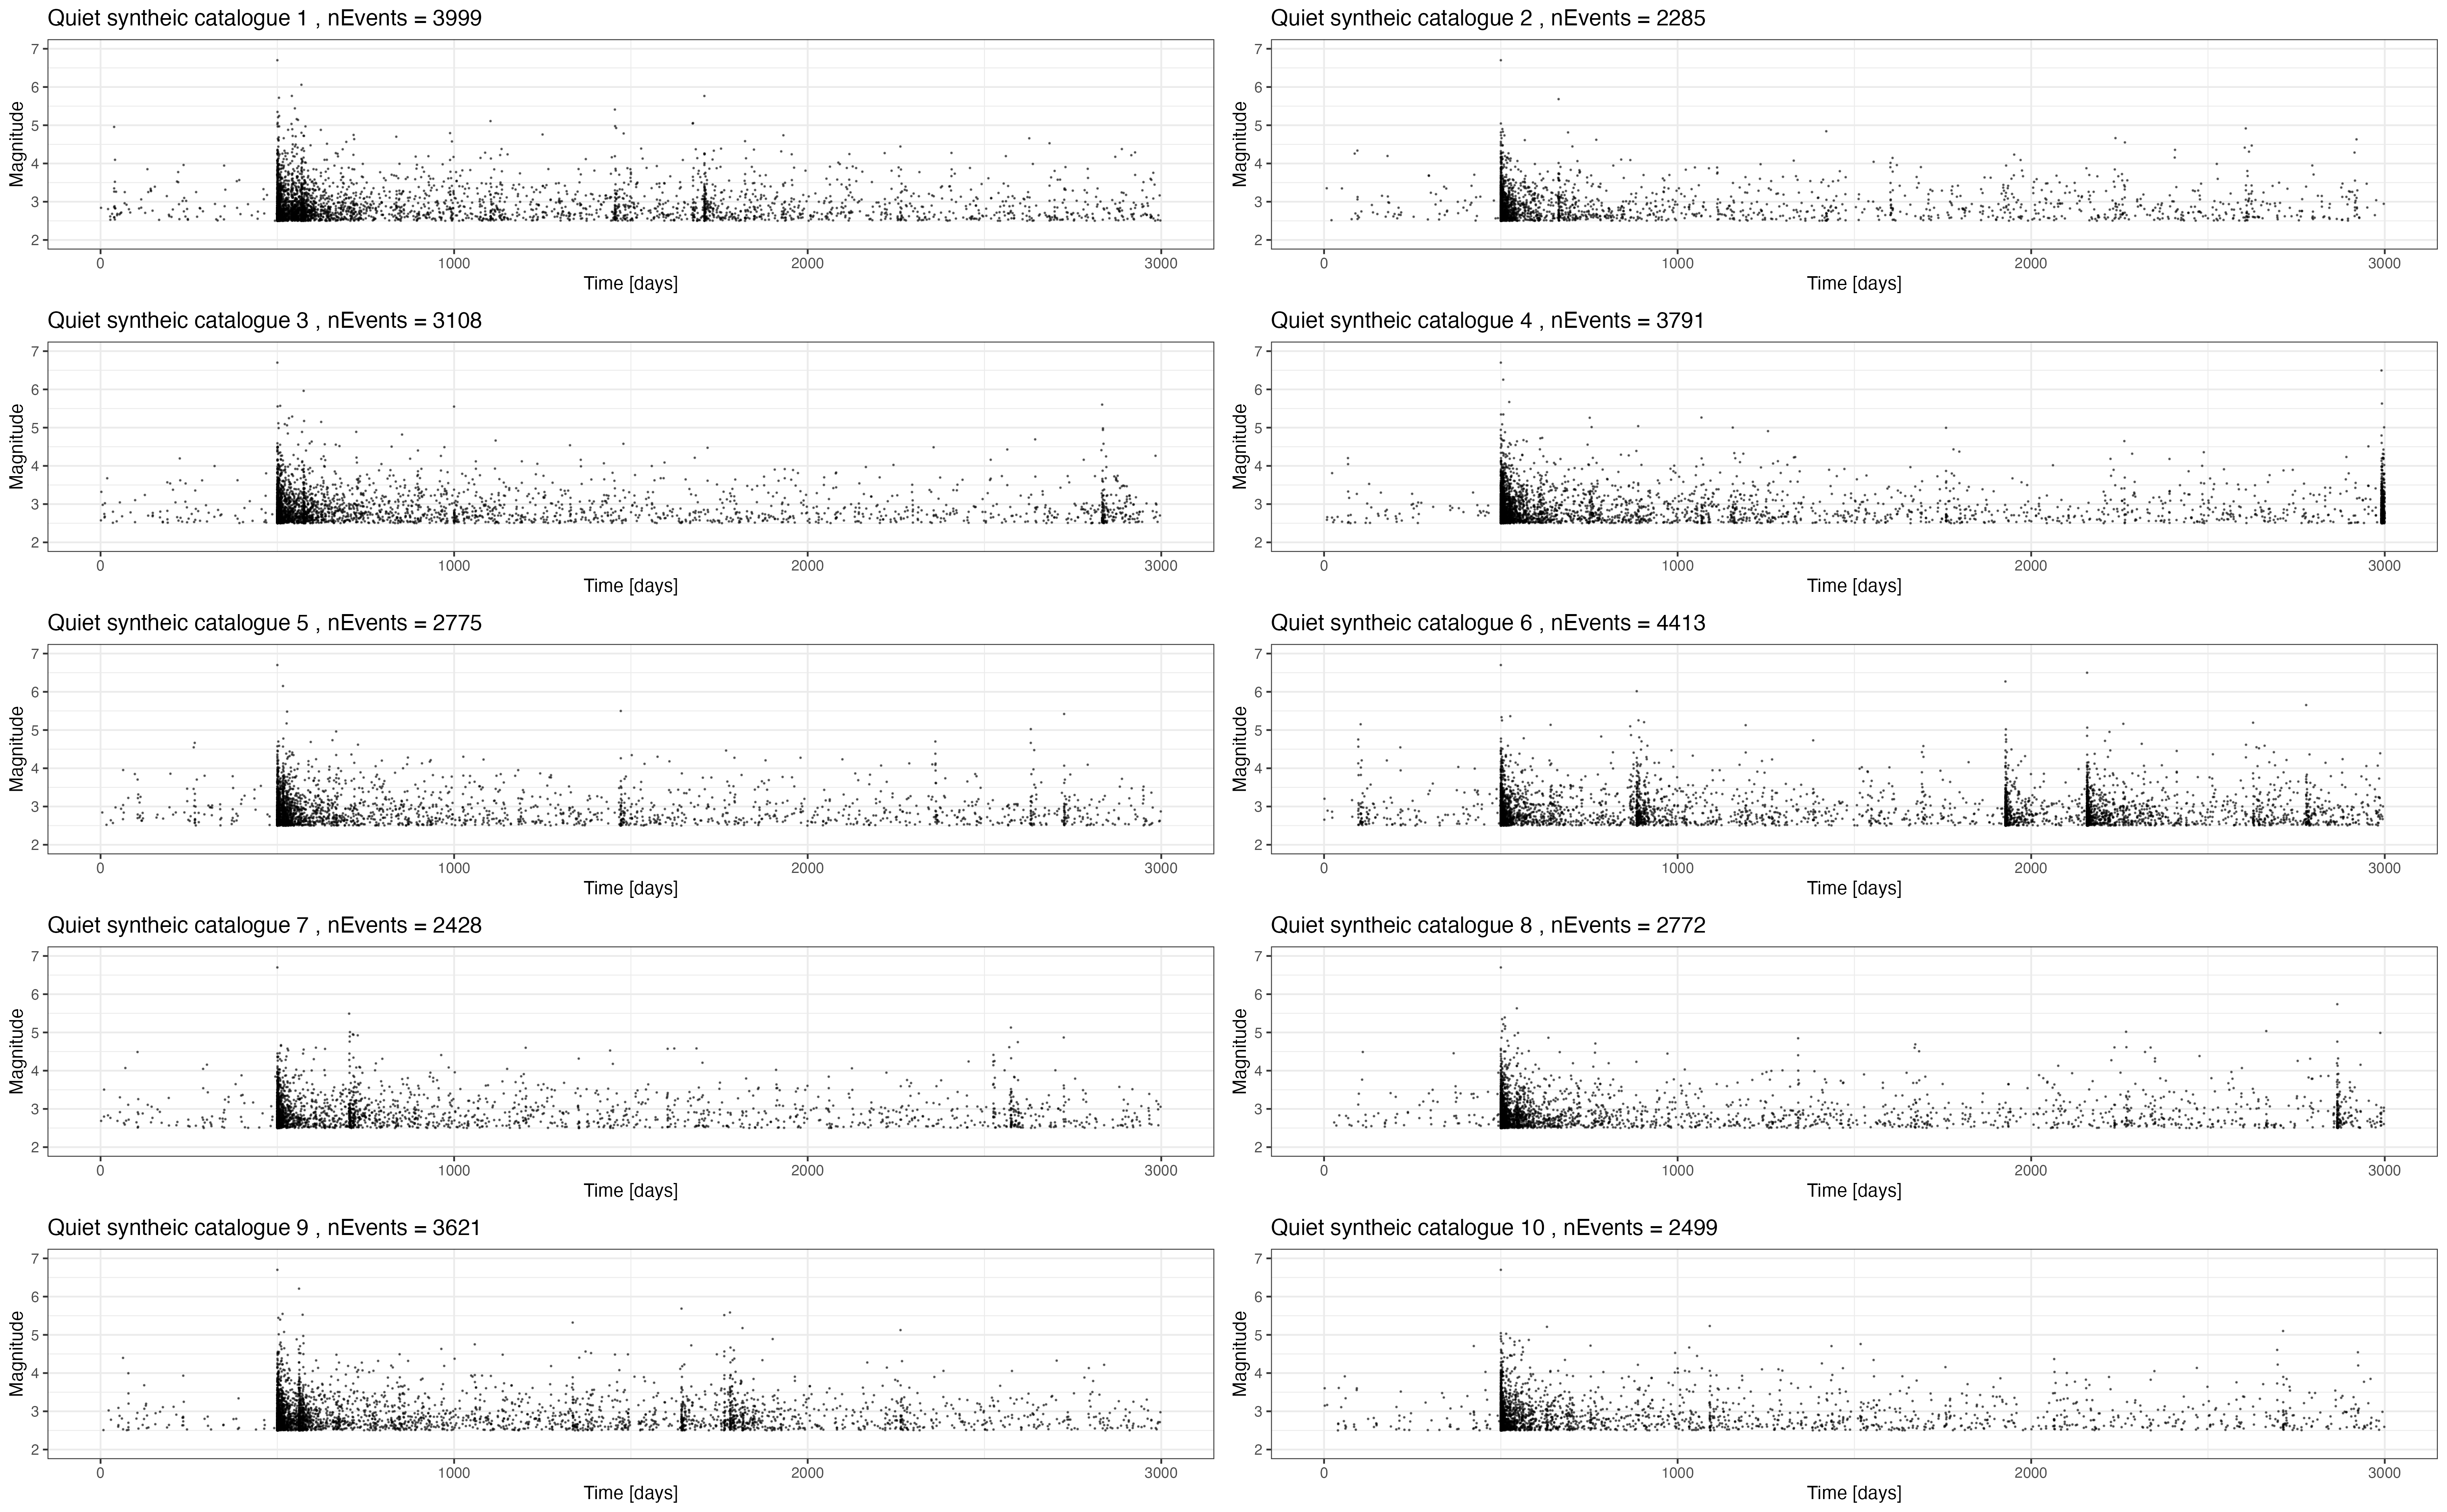 Quiet syntheic catalogue 1 , nEvents = 3999
7
6
5
4
3
2
Magnitude
0 1000 2000 3000
Time [days]
Quiet syntheic catalogue 2 , nEvents = 2285
7
6
5
4
3
2
Magnitude
0 1000 2000 3000
Time [days]
Quiet syntheic catalogue 3 , nEvents = 3108
7
6
5
4
3
2
Magnitude
0 1000 2000 3000
Time [days]
Quiet syntheic catalogue 4 , nEvents = 3791
7
6
5
4
3
2
Magnitude
0 1000 2000 3000
Time [days]
Quiet syntheic catalogue 5 , nEvents = 2775
7
6
5
4
3
2
Magnitude
0 1000 2000 3000
Time [days]
Quiet syntheic catalogue 6 , nEvents = 4413
7
6
5
4
3
2
Magnitude
0 1000 2000 3000
Time [days]
Quiet syntheic catalogue 7 , nEvents = 2428
7
6
5
4
3
2
Magnitude
0 1000 2000 3000
Time [days]
Quiet syntheic catalogue 8 , nEvents = 2772
7
6
5
4
3
2
Magnitude
0 1000 2000 3000
Time [days]
Quiet syntheic catalogue 9 , nEvents = 3621
7
6
5
4
3
2
Magnitude
0 1000 2000 3000
Time [days]
Quiet syntheic catalogue 10 , nEvents = 2499
7
6
5
4
3
2
Magnitude
0 1000 2000 3000
Time [days]